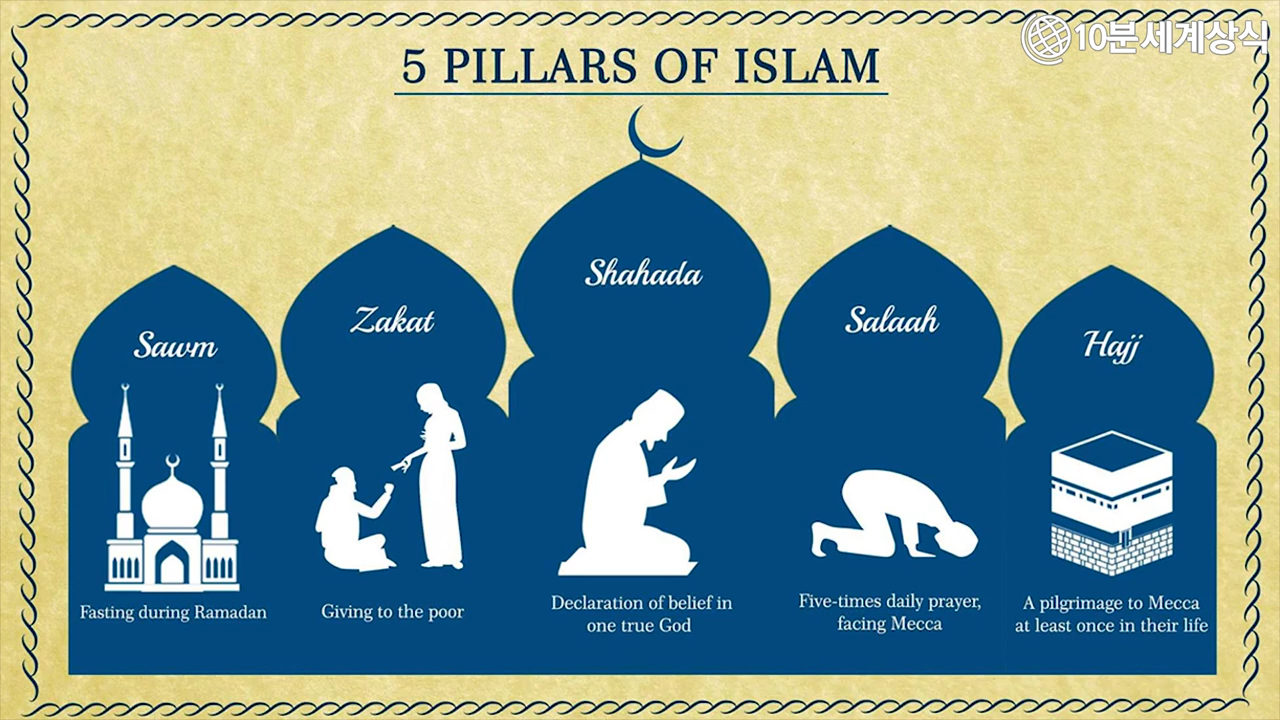 10분세계상식
5 PILLARS OF ISLAM
Sawm
Fasting during Ramadan
Zakat
Giving to the poor
Shahada
Declaration of belief in
one true God
Salaah
Five-times daily prayer,
facing Mecca
Hajj
A pilgrimage to Mecca
at least once in their life